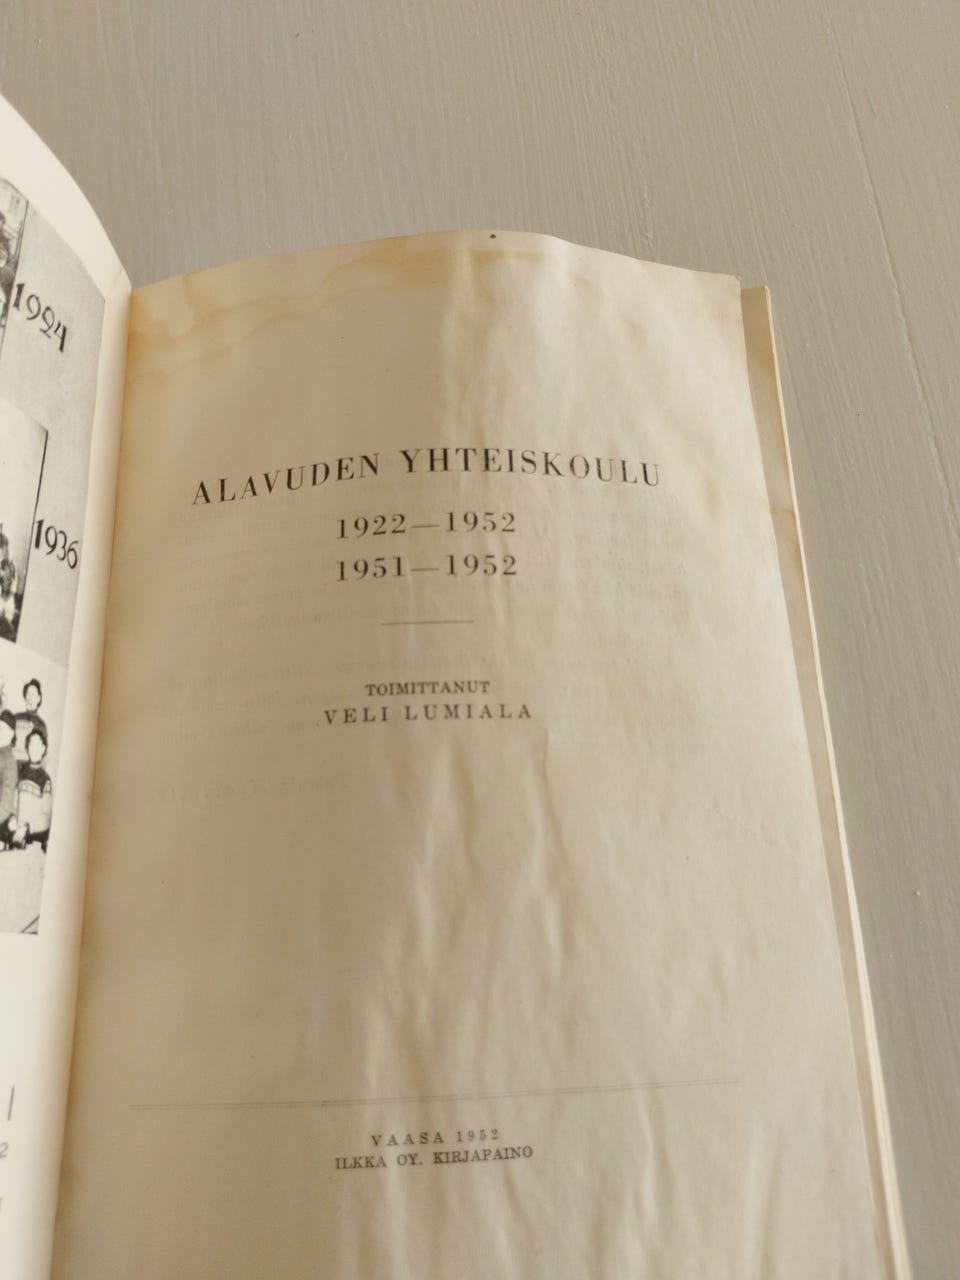 1924
1936
ALAVUDEN YHTEISKOULU
1922—1952
1951—1952
TOIMITTANUT
VELI LUMIALA
VAASA 1952
ILKKA OY. KIRJAPAINO